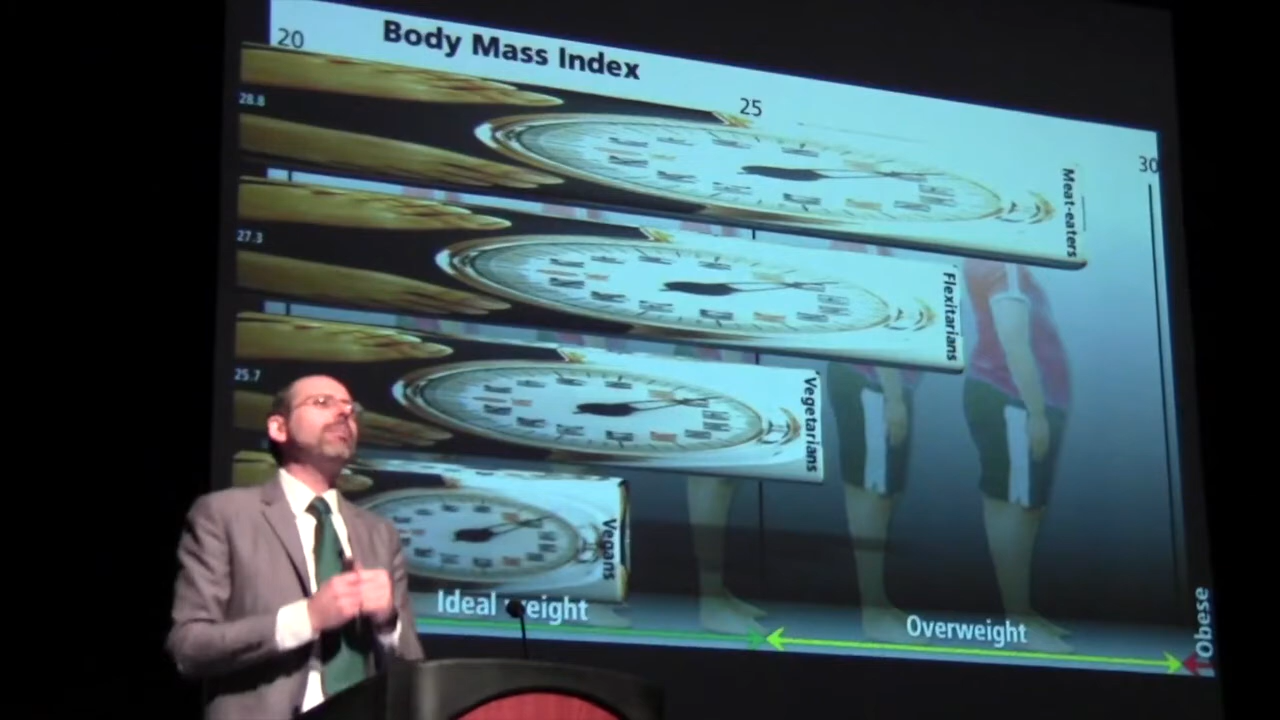 Body Mass Index
20
25
30
28.8
Meat-eaters
27.3
Flexitarians
25.7
Vegetarians
Vegans
Ideal weight
Overweight
Obese